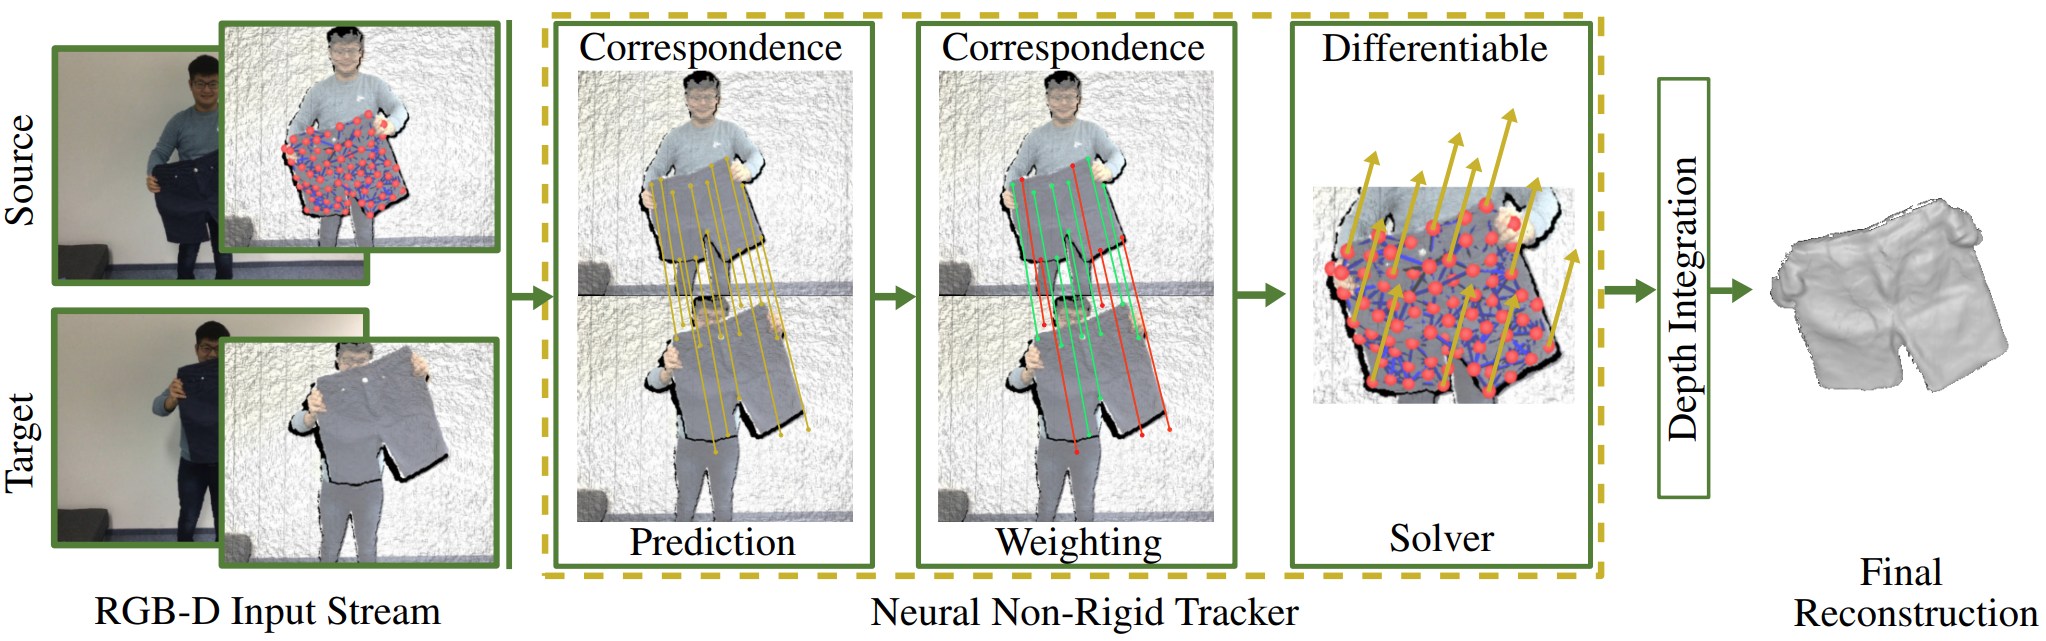 Source
Target
RGB-D Input Stream
Correspondence
Prediction
Correspondence
Weighting
Differentiable
Solver
Neural Non-Rigid Tracker
Depth Integration
Final
Reconstruction